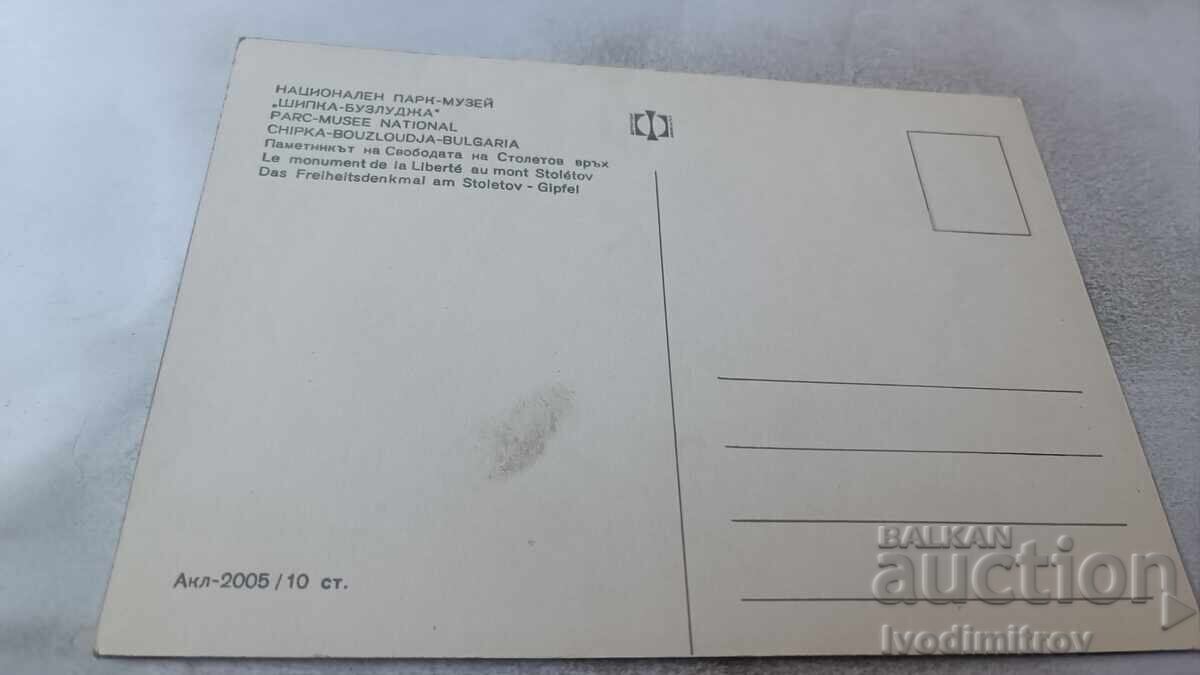 НАЦИОНАЛЕН ПАРК-МУЗЕЙ
„ШИПКА-БУЗЛУДЖА"
PARC-MUSEE NATIONAL
CHIPKA-BOUZLOUDJA-BULGARIA
Паметникът на Свободата на Столетов връх
Le monument de la Liberté au mont Stolétov
Das Freiheitsdenkmal am Stoletov - Gipfel
Акл-2005/10 ст.
BALKAN
auction
Ivodimitrov